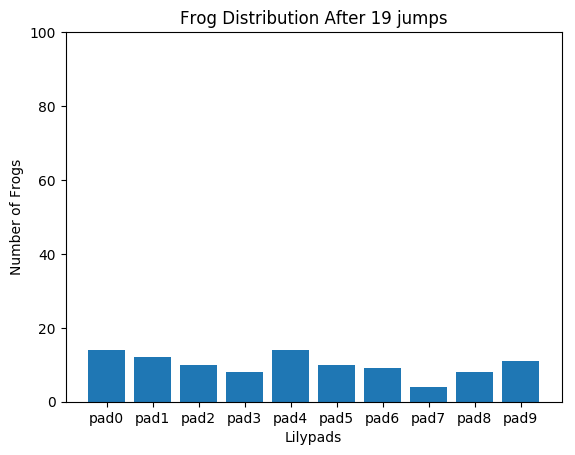 Frog Distribution After 19 jumps
100
80
60
40
20
0
Number of Frogs
pad0 pad1 pad2 pad3 pad4 pad5 pad6 pad7 pad8 pad9
Lilypads